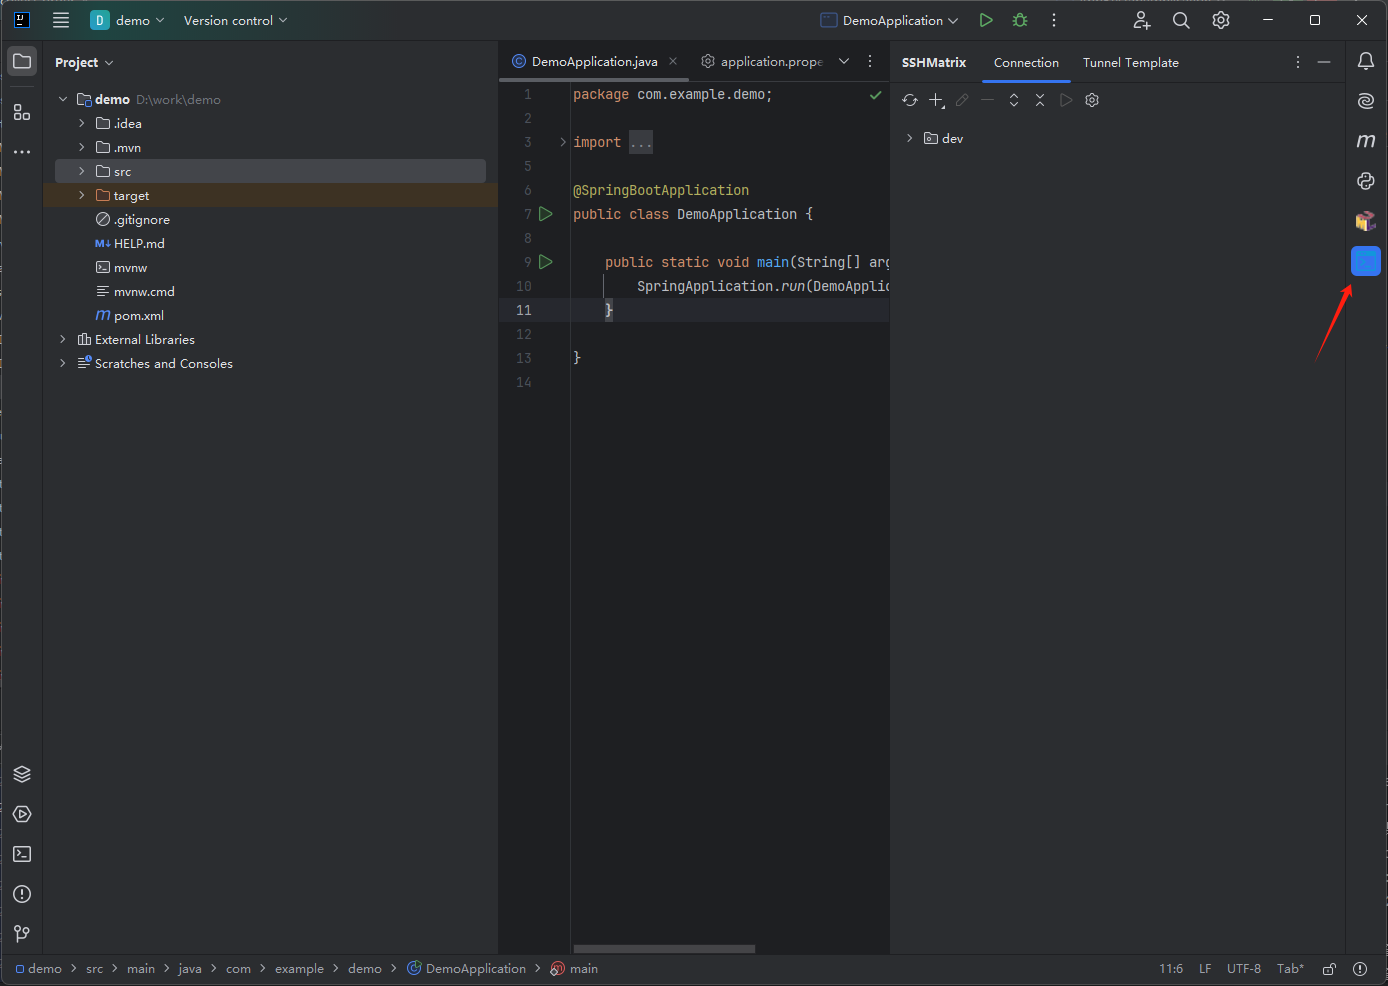 demo
Version control
DemoApplication
Project
demo D:\work\demo
.idea
.mvn
src
target
.gitignore
M↓ HELP.md
mvnw
mvnw.cmd
m pom.xml
External Libraries
Scratches and Consoles
DemoApplication.java
application.prope
1 package com.example.demo;
2
3 import ...
5
6 @SpringBootApplication
7 public class DemoApplication {
8
9 public static void main(String[] arg
10 SpringApplication.run(DemoApplic
11 }
12
13 }
14
SSHMatrix Connection Tunnel Template
dev
demo > src > main > java > com > example > demo > DemoApplication > main
11:6 LF UTF-8 Tab*